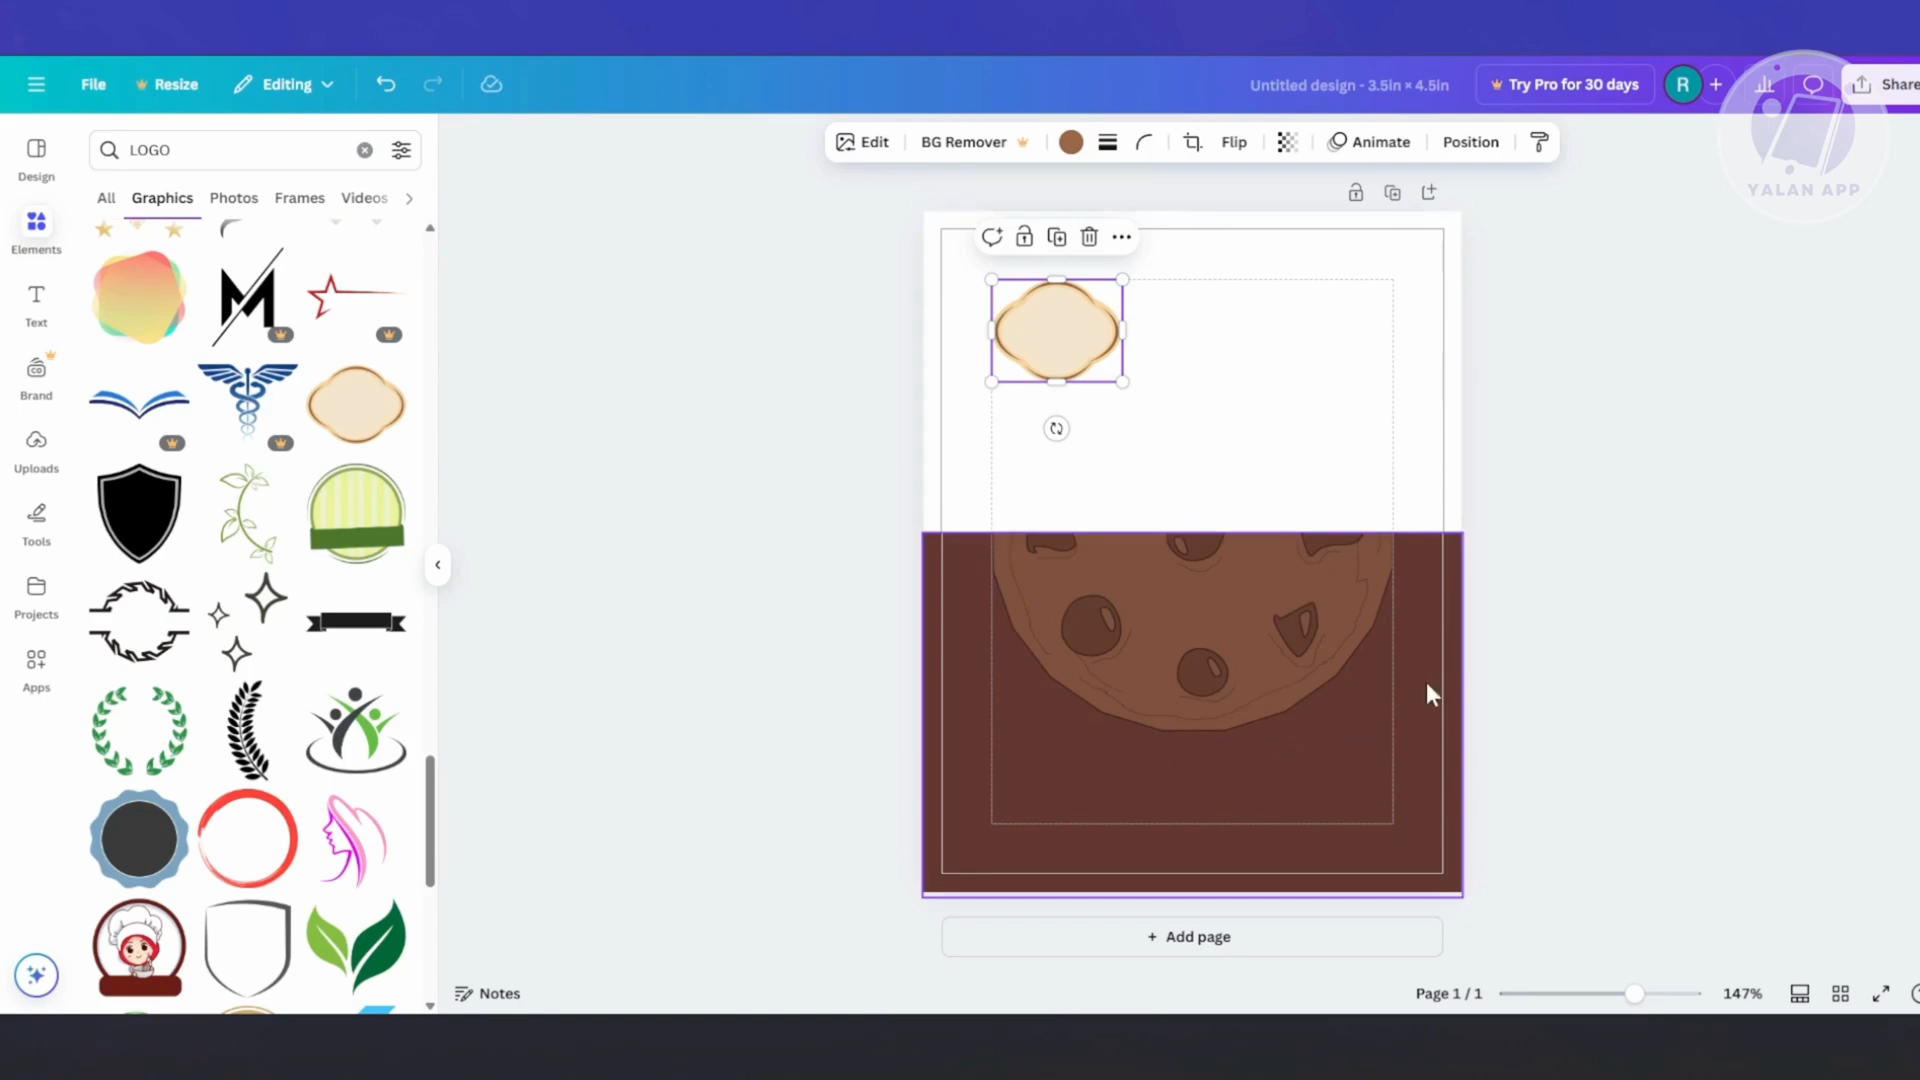 File
Resize
Editing
Untitled design - 3.5in × 4.5in
Try Pro for 30 days
R
Share
YALAN APP
Design
Elements
Text
Brand
Uploads
Tools
Projects
Apps
LOGO
All
Graphics
Photos
Frames
Videos
M
CO
Edit
BG Remover
Flip
Animate
Position
+ Add page
Notes
Page 1 / 1
147%